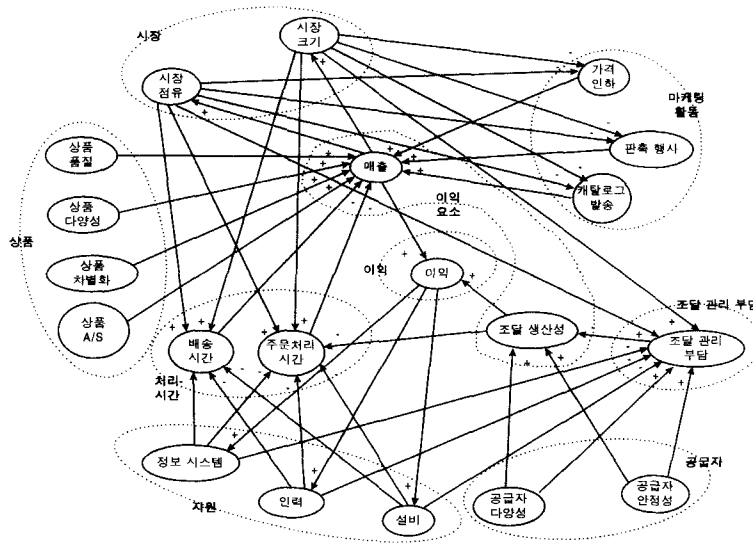 시장
시장
크기
시장
점유
가격
인하
마케팅
활동
판촉 행사
캐탈로그
발송
상품
품질
매출
상품
다양성
이익
요소
상품
상품
차별화
이익
이익
상품
A/S
배송
시간
주문처리
시간
조달 생산성
조달 관리 부담
조달 관리
부담
처리
시간
정보 시스템
인력
자원
설비
공급자
다양성
공급자
안정성
공급자